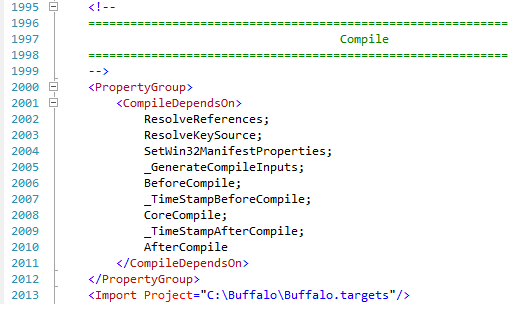 1995 <!--
1996 ============================================================
1997 Compile
1998 ============================================================
1999 -->
2000 <PropertyGroup>
2001 <CompileDependsOn>
2002 ResolveReferences;
2003 ResolveKeySource;
2004 SetWin32ManifestProperties;
2005 _GenerateCompileInputs;
2006 BeforeCompile;
2007 _TimeStampBeforeCompile;
2008 CoreCompile;
2009 _TimeStampAfterCompile;
2010 AfterCompile
2011 </CompileDependsOn>
2012 </PropertyGroup>
2013 <Import Project="C:\Buffalo\Buffalo.targets"/>